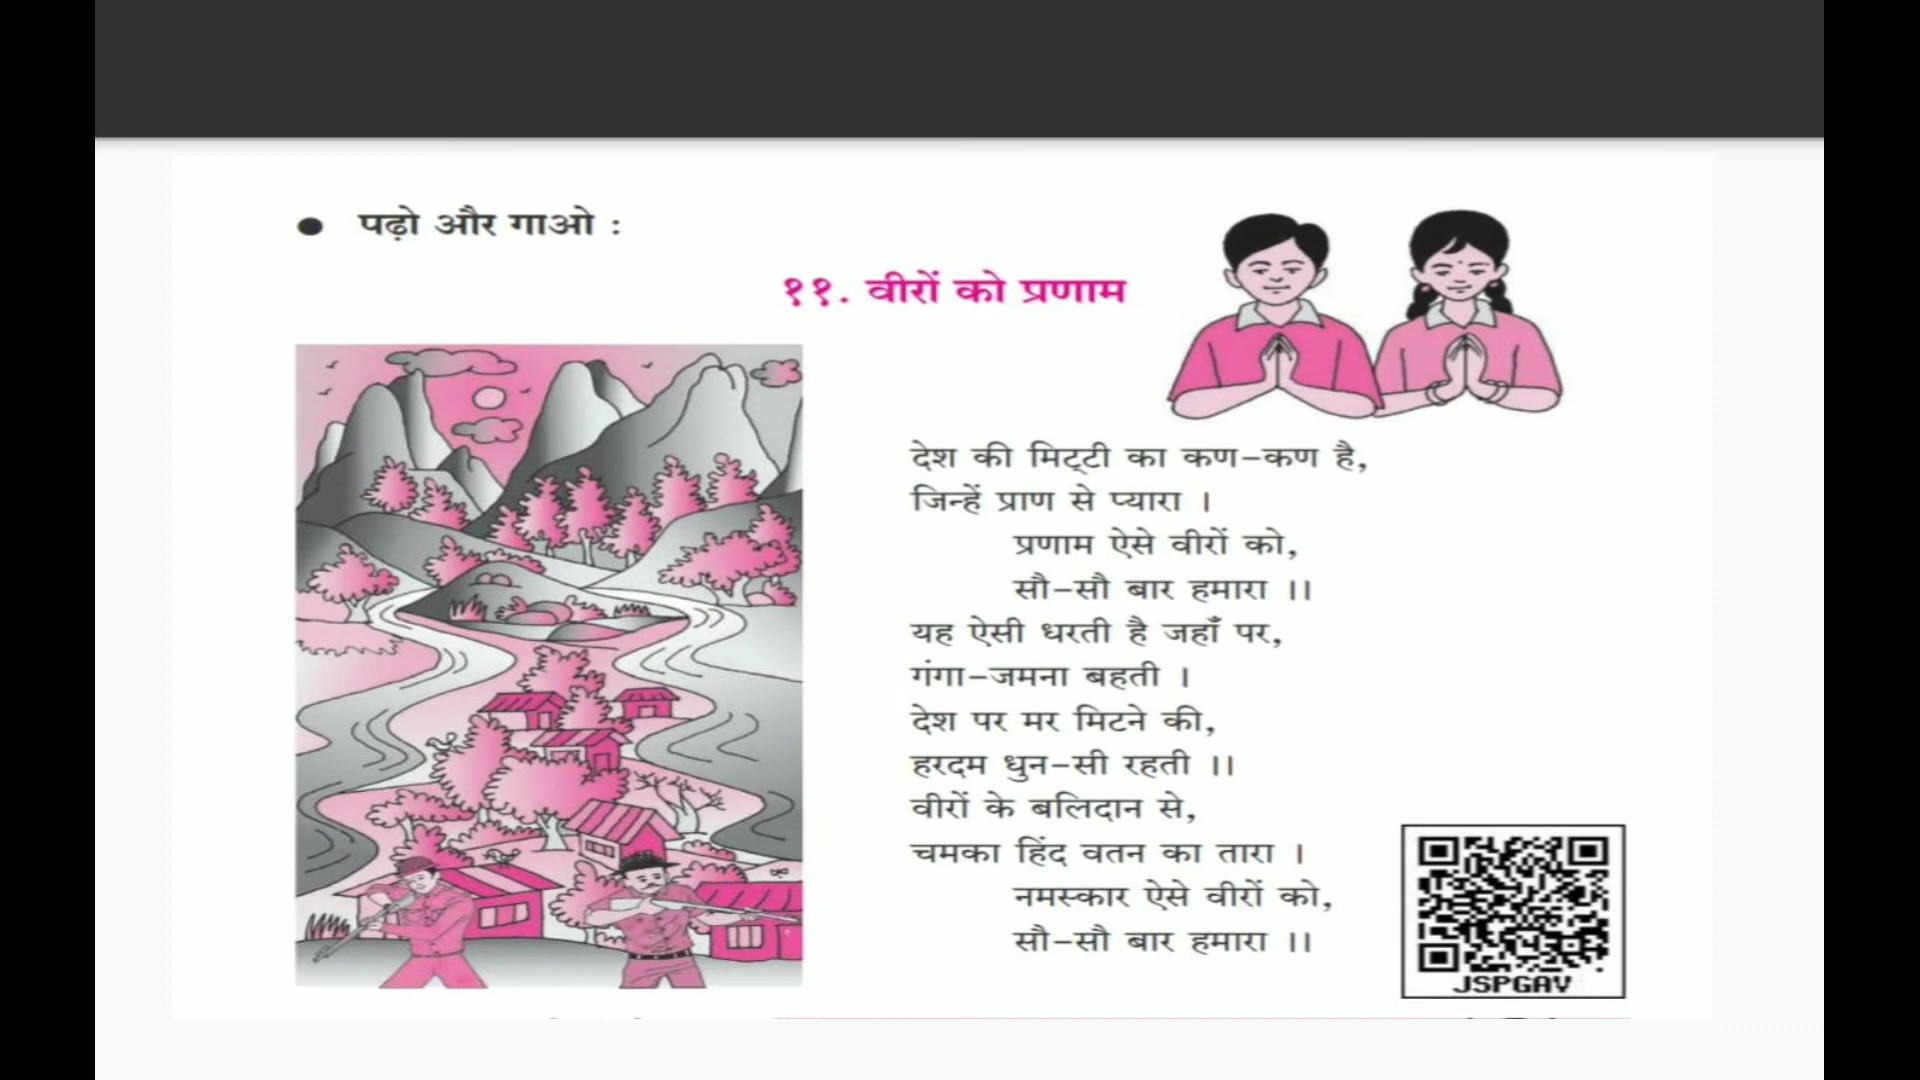 ● पढ़ो और गाओ :
११. वीरों को प्रणाम
देश की मिट्टी का कण-कण है,
जिन्हें प्राण से प्यारा ।
प्रणाम ऐसे वीरों को,
सौ-सौ बार हमारा ।।
यह ऐसी धरती है जहाँ पर,
गंगा-जमना बहती ।
देश पर मर मिटने की,
हरदम धुन-सी रहती ।।
वीरों के बलिदान से,
चमका हिंद वतन का तारा ।
नमस्कार ऐसे वीरों को,
सौ-सौ बार हमारा ।।
JSPGAV